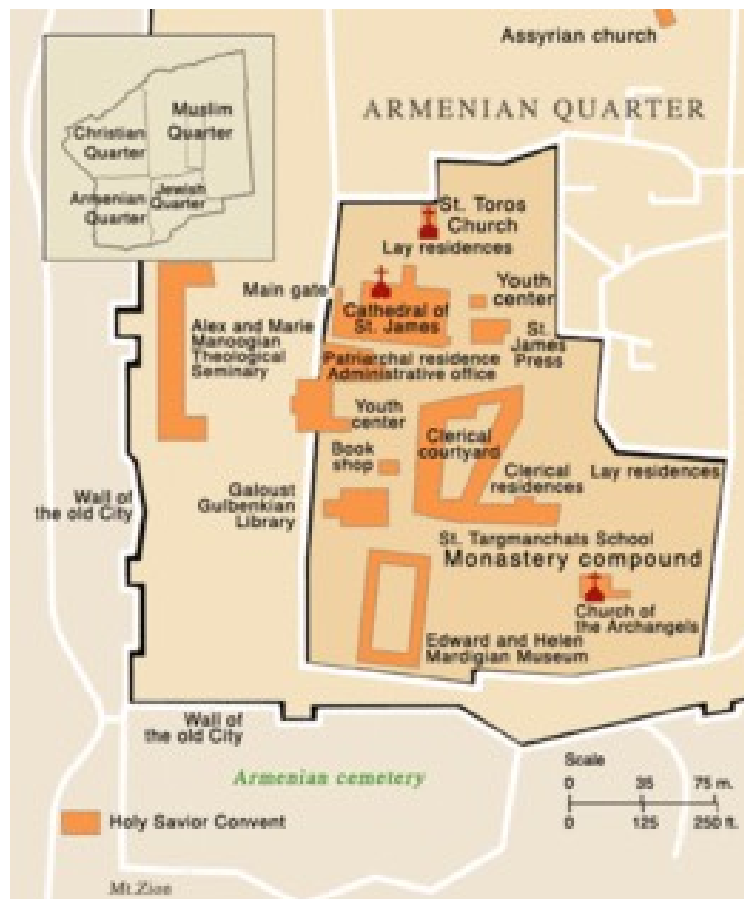 Assyrian church
ARMENIAN QUARTER
Muslim
Quarter
Christian
Quarter
Armenian
Quarter
Jewish
Quarter
St. Toros
Church
Lay residences
Main gate
Cathedral of
St. James
Youth
center
St.
James
Press
Alex and Marie
Manoogian
Theological
Seminary
Patriarchal residence
Administrative office
Youth
center
Book
shop
Clerical
courtyard
Clerical
residences
Lay residences
Wall of
the old City
Galoust
Gulbenkian
Library
St. Targmanchats School
Monastery compound
Church of
the Archangels
Edward and Helen
Mardigian Museum
Wall of
the old City
Armenian cemetery
Scale
0 35 75 m.
0 125 250 ft.
Holy Savior Convent
Mt.Zion